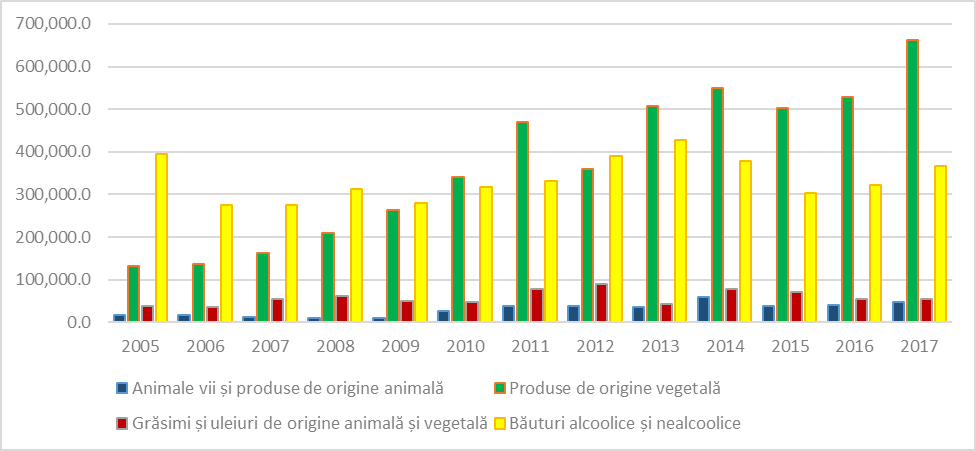 700,000.0
600,000.0
500,000.0
400,000.0
300,000.0
200,000.0
100,000.0
0.0
2005 2006 2007 2008 2009 2010 2011 2012 2013 2014 2015 2016 2017
Animale vii și produse de origine animală Produse de origine vegetală
Grăsimi și uleiuri de origine animală și vegetală Băuturi alcoolice și nealcoolice